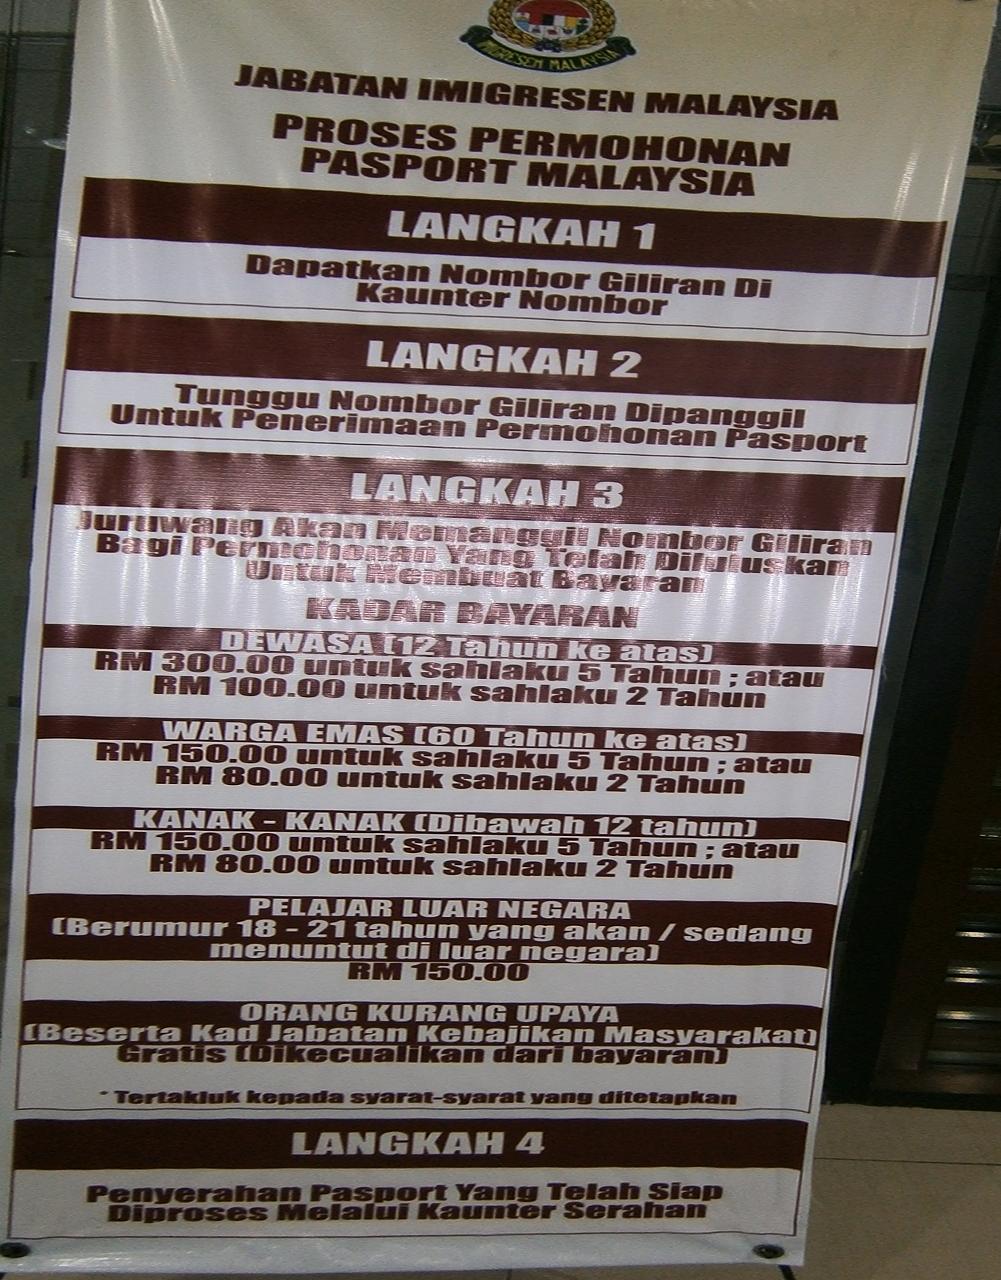 IMIGRESEN MALAYSIA
JABATAN IMIGRESEN MALAYSIA
PROSES PERMOHONAN
PASPORT MALAYSIA
LANGKAH 1
Dapatkan Nombor Giliran Di
Kaunter Nombor
LANGKAH 2
Tunggu Nombor Giliran Dipanggil
Untuk Penerimaan Permohonan Pasport
LANGKAH 3
Juruwang Akan Memanggil Nombor Giliran
Bagi Permohonan Yang Telah Diluluskan
Untuk Membuat Bayaran
KADAR BAYARAN
DEWASA (12 Tahun ke atas)
RM 300.00 untuk sahlaku 5 Tahun ; atau
RM 100.00 untuk sahlaku 2 Tahun
WARGA EMAS (60 Tahun ke atas)
RM 150.00 untuk sahlaku 5 Tahun ; atau
RM 80.00 untuk sahlaku 2 Tahun
KANAK - KANAK (Dibawah 12 tahun)
RM 150.00 untuk sahlaku 5 Tahun ; atau
RM 80.00 untuk sahlaku 2 Tahun
PELAJAR LUAR NEGARA
(Berumur 18 - 21 tahun yang akan / sedang
menuntut di luar negara)
RM 150.00
ORANG KURANG UPAYA
(Beserta Kad Jabatan Kebajikan Masyarakat)
Gratis (Dikecualikan dari bayaran)
* Tertakluk kepada syarat-syarat yang ditetapkan
LANGKAH 4
Penyerahan Pasport Yang Telah Siap
Diproses Melalui Kaunter Serahan